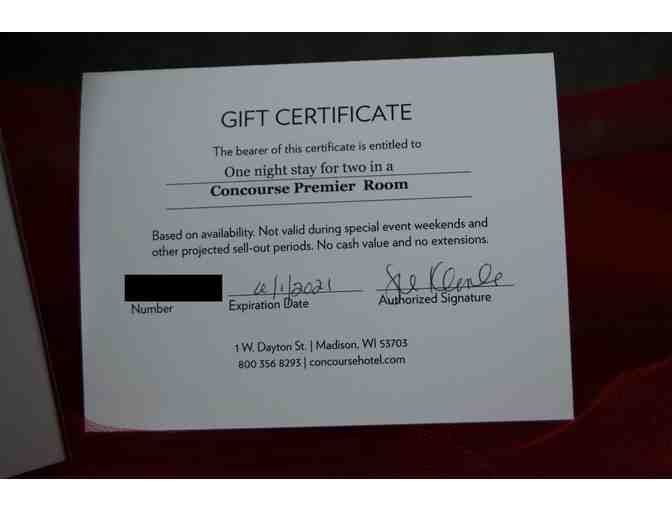 GIFT CERTIFICATE
The bearer of this certificate is entitled to
One night stay for two in a
Concourse Premier Room
Based on availability. Not valid during special event weekends and
other projected sell-out periods. No cash value and no extensions.
/1/2021
Number Expiration Date Authorized Signature
1 W. Dayton St. | Madison, WI 53703
800 356 8293 | concoursehotel.com